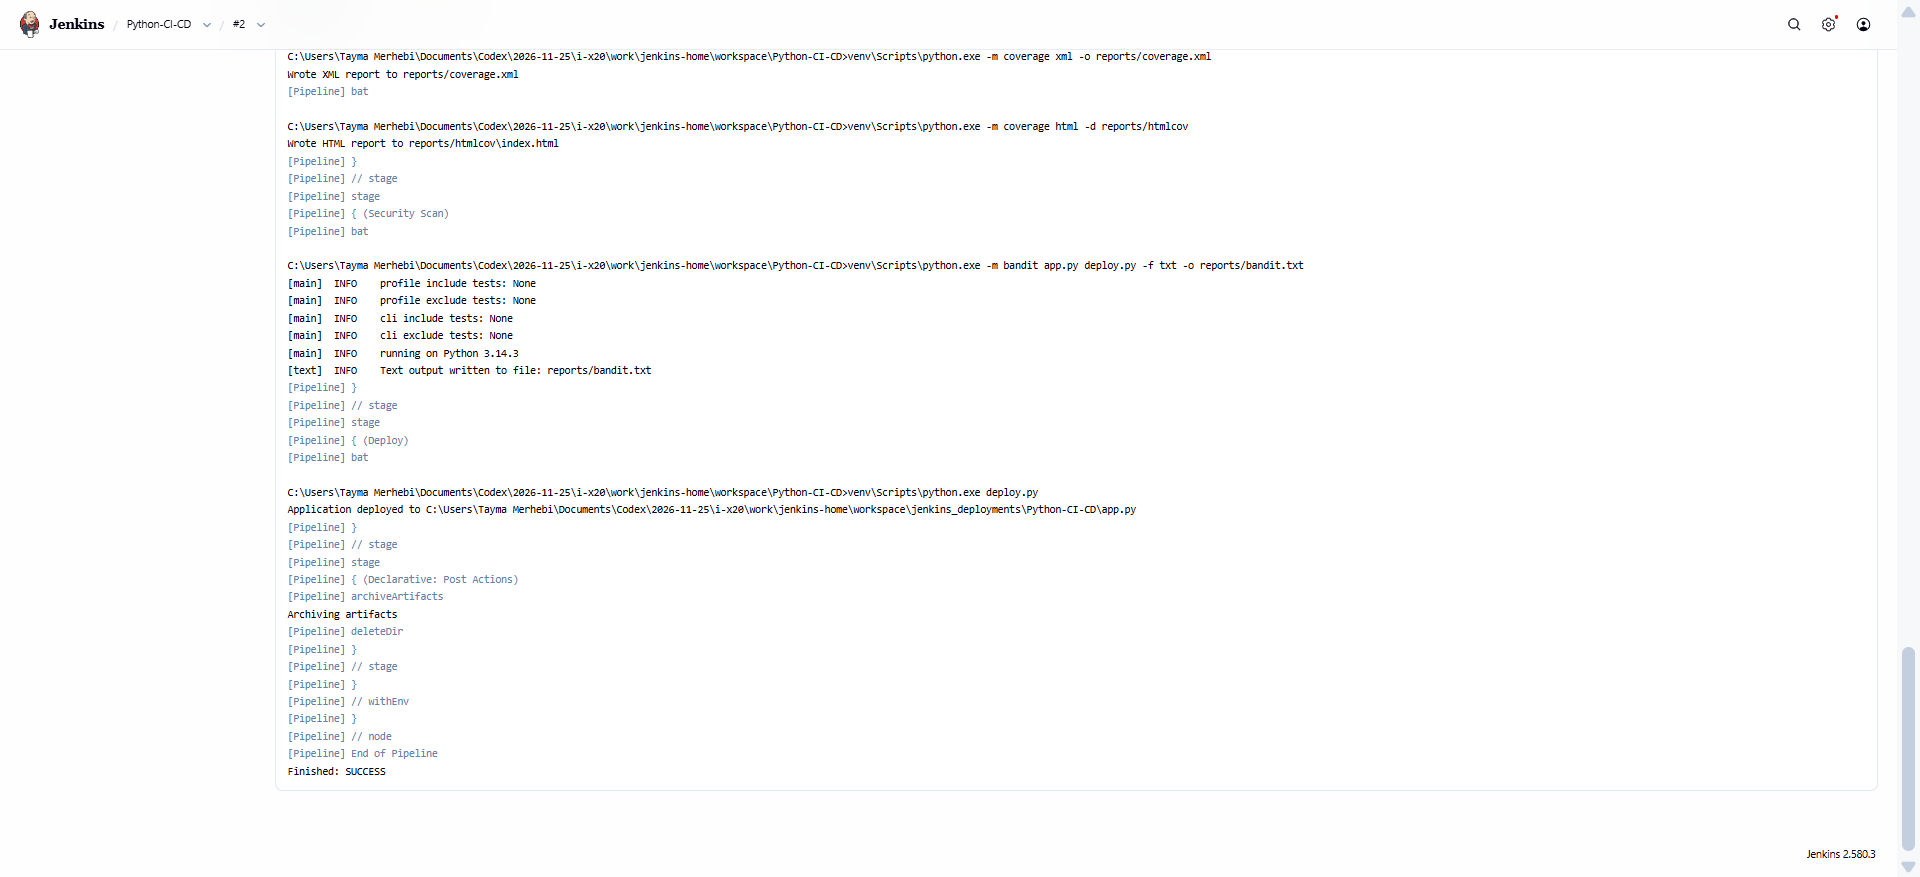 Jenkins / Python-CI-CD / #2
C:\Users\Tayma Merhebi\Documents\Codex\2026-11-25\i-x20\work\jenkins-home\workspace\Python-CI-CD>venv\Scripts\python.exe -m coverage xml -o reports/coverage.xml
Wrote XML report to reports/coverage.xml
[Pipeline] bat
C:\Users\Tayma Merhebi\Documents\Codex\2026-11-25\i-x20\work\jenkins-home\workspace\Python-CI-CD>venv\Scripts\python.exe -m coverage html -d reports/htmlcov
Wrote HTML report to reports/htmlcov\index.html
[Pipeline] }
[Pipeline] // stage
[Pipeline] stage
[Pipeline] { (Security Scan)
[Pipeline] bat
C:\Users\Tayma Merhebi\Documents\Codex\2026-11-25\i-x20\work\jenkins-home\workspace\Python-CI-CD>venv\Scripts\python.exe -m bandit app.py deploy.py -f txt -o reports/bandit.txt
[main]  INFO    profile include tests: None
[main]  INFO    profile exclude tests: None
[main]  INFO    cli include tests: None
[main]  INFO    cli exclude tests: None
[main]  INFO    running on Python 3.14.3
[text]  INFO    Text output written to file: reports/bandit.txt
[Pipeline] }
[Pipeline] // stage
[Pipeline] stage
[Pipeline] { (Deploy)
[Pipeline] bat
C:\Users\Tayma Merhebi\Documents\Codex\2026-11-25\i-x20\work\jenkins-home\workspace\Python-CI-CD>venv\Scripts\python.exe deploy.py
Application deployed to C:\Users\Tayma Merhebi\Documents\Codex\2026-11-25\i-x20\work\jenkins-home\workspace\jenkins_deployments\Python-CI-CD\app.py
[Pipeline] }
[Pipeline] // stage
[Pipeline] stage
[Pipeline] { (Declarative: Post Actions)
[Pipeline] archiveArtifacts
Archiving artifacts
[Pipeline] deleteDir
[Pipeline] }
[Pipeline] // stage
[Pipeline] }
[Pipeline] // withEnv
[Pipeline] }
[Pipeline] // node
[Pipeline] End of Pipeline
Finished: SUCCESS
Jenkins 2.580.3